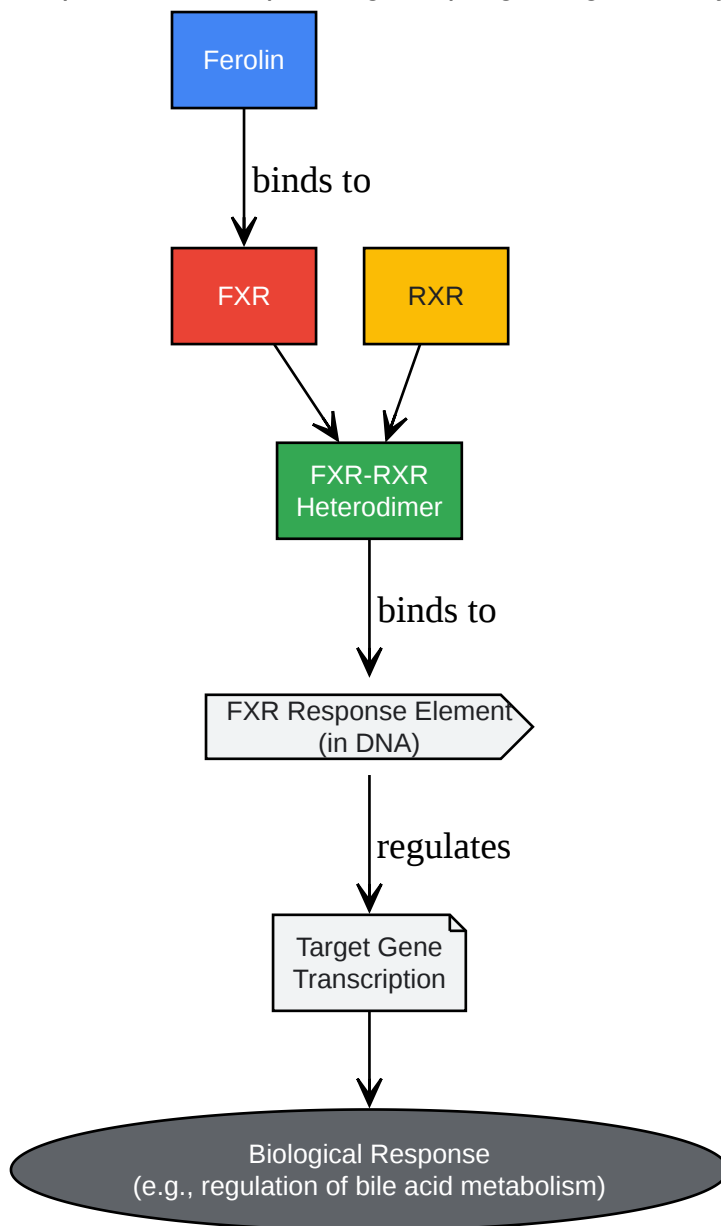 Ferolin
binds to
FXR
RXR
FXR-RXR
Heterodimer
binds to
FXR Response Element
(in DNA)
regulates
Target Gene
Transcription
Biological Response
(e.g., regulation of bile acid metabolism)